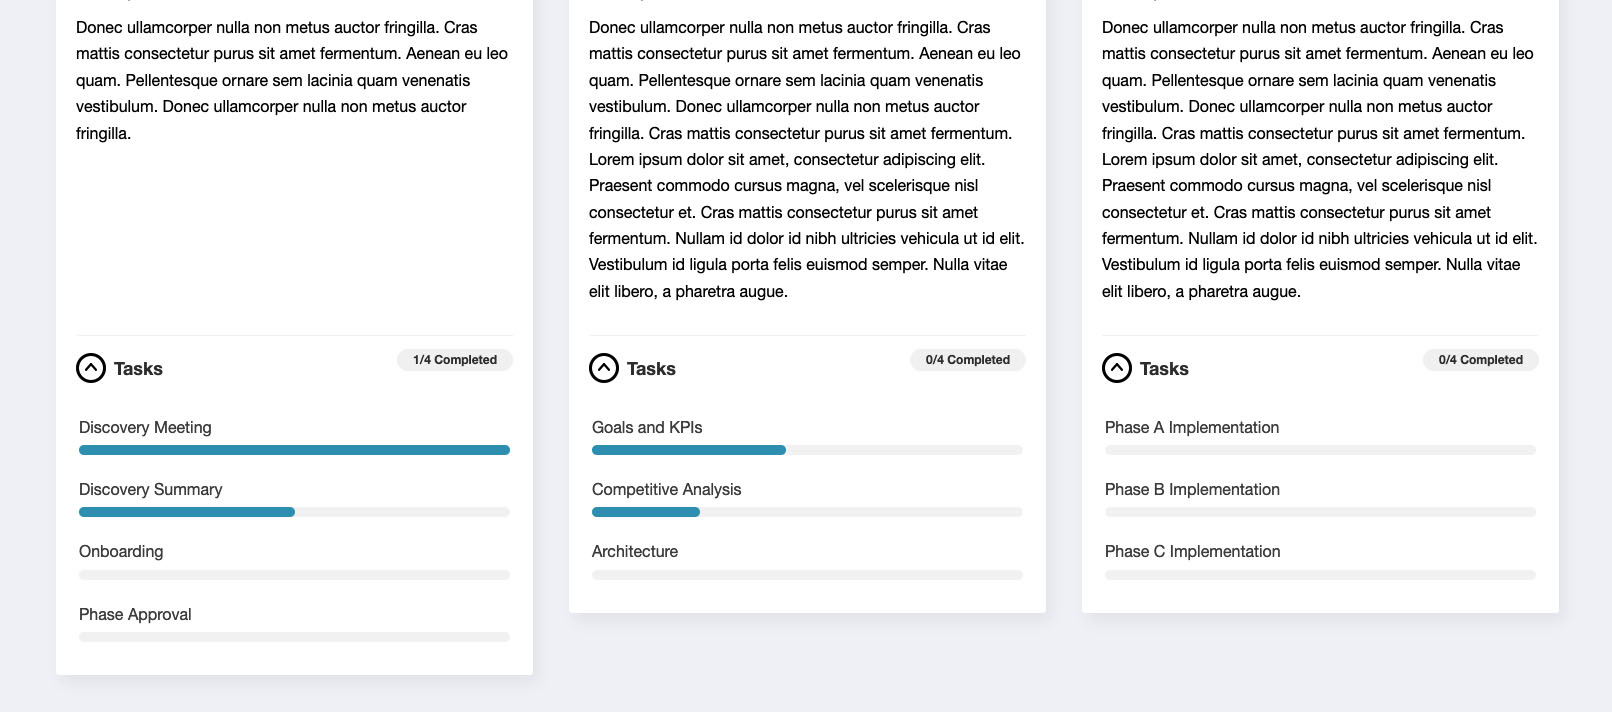 Donec ullamcorper nulla non metus auctor fringilla. Cras
mattis consectetur purus sit amet fermentum. Aenean eu leo
quam. Pellentesque ornare sem lacinia quam venenatis
vestibulum. Donec ullamcorper nulla non metus auctor
fringilla.
Tasks
1/4 Completed
Discovery Meeting
Discovery Summary
Onboarding
Phase Approval
Donec ullamcorper nulla non metus auctor fringilla. Cras
mattis consectetur purus sit amet fermentum. Aenean eu leo
quam. Pellentesque ornare sem lacinia quam venenatis
vestibulum. Donec ullamcorper nulla non metus auctor
fringilla. Cras mattis consectetur purus sit amet fermentum.
Lorem ipsum dolor sit amet, consectetur adipiscing elit.
Praesent commodo cursus magna, vel scelerisque nisl
consectetur et. Cras mattis consectetur purus sit amet
fermentum. Nullam id dolor id nibh ultricies vehicula ut id elit.
Vestibulum id ligula porta felis euismod semper. Nulla vitae
elit libero, a pharetra augue.
Tasks
0/4 Completed
Goals and KPIs
Competitive Analysis
Architecture
Donec ullamcorper nulla non metus auctor fringilla. Cras
mattis consectetur purus sit amet fermentum. Aenean eu leo
quam. Pellentesque ornare sem lacinia quam venenatis
vestibulum. Donec ullamcorper nulla non metus auctor
fringilla. Cras mattis consectetur purus sit amet fermentum.
Lorem ipsum dolor sit amet, consectetur adipiscing elit.
Praesent commodo cursus magna, vel scelerisque nisl
consectetur et. Cras mattis consectetur purus sit amet
fermentum. Nullam id dolor id nibh ultricies vehicula ut id elit.
Vestibulum id ligula porta felis euismod semper. Nulla vitae
elit libero, a pharetra augue.
Tasks
0/4 Completed
Phase A Implementation
Phase B Implementation
Phase C Implementation